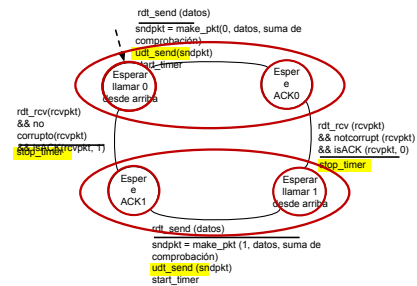 rdt_send (datos)
sndpkt = make_pkt(0, datos, suma de
comprobación)
udt_send(sndpkt)
start_timer
Esperar
llamar 0
desde arriba
Esper
e
ACK0
rdt_rcv(rcvpkt)
&& no
corrupto(rcvpkt)
&& isACK(rcvpkt, 1)
stop_timer
rdt_rcv (rcvpkt)
&& notcorrupt (rcvpkt)
&& isACK (rcvpkt, 0)
stop_timer
Esper
e
ACK1
Esperar
llamar 1
desde arriba
rdt_send (datos)
sndpkt = make_pkt (1, datos, suma de
comprobación)
udt_send (sndpkt)
start_timer